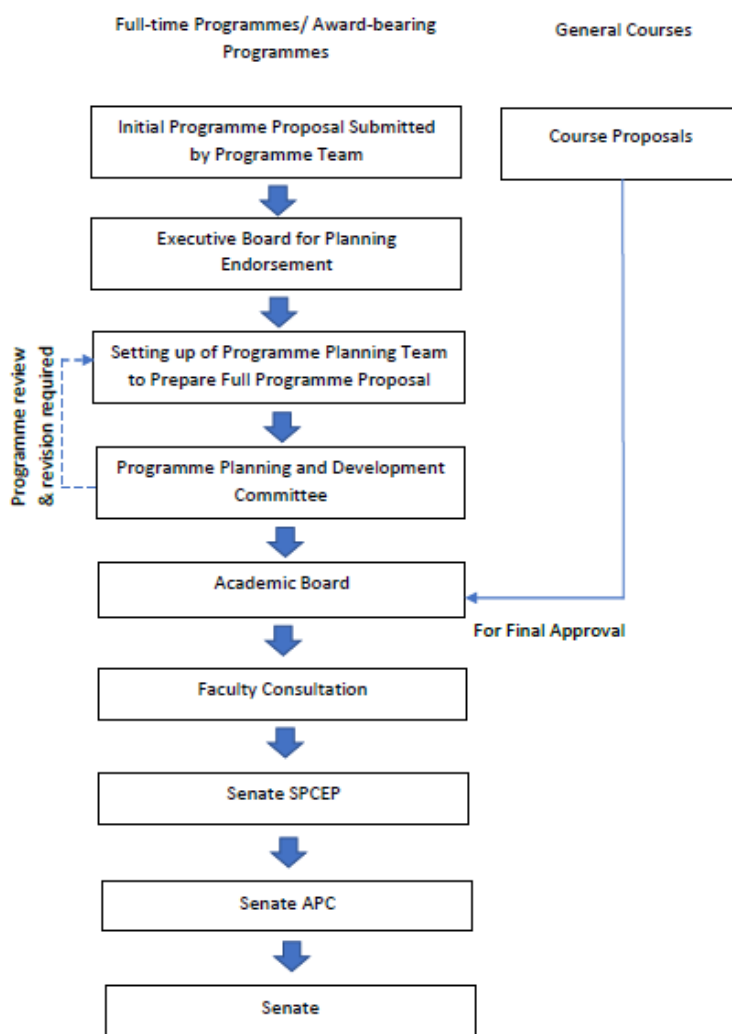 Full-time Programmes/ Award-bearing
Programmes
General Courses
Initial Programme Proposal Submitted
by Programme Team
Course Proposals
Executive Board for Planning
Endorsement
Setting up of Programme Planning Team
to Prepare Full Programme Proposal
Programme review
& revision required
Programme Planning and Development
Committee
Academic Board
For Final Approval
Faculty Consultation
Senate SPCEP
Senate APC
Senate